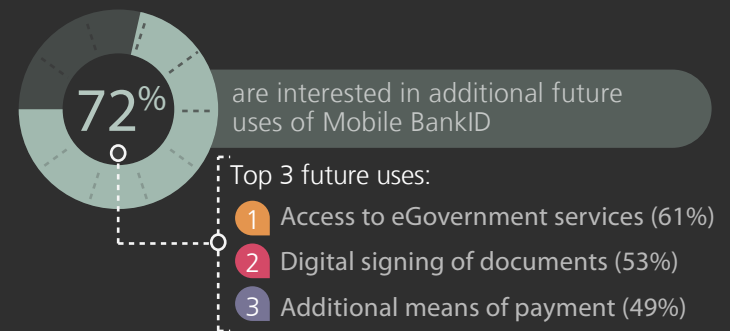 72%
are interested in additional future
uses of Mobile BankID
Top 3 future uses:
1 Access to eGovernment services (61%)
2 Digital signing of documents (53%)
3 Additional means of payment (49%)